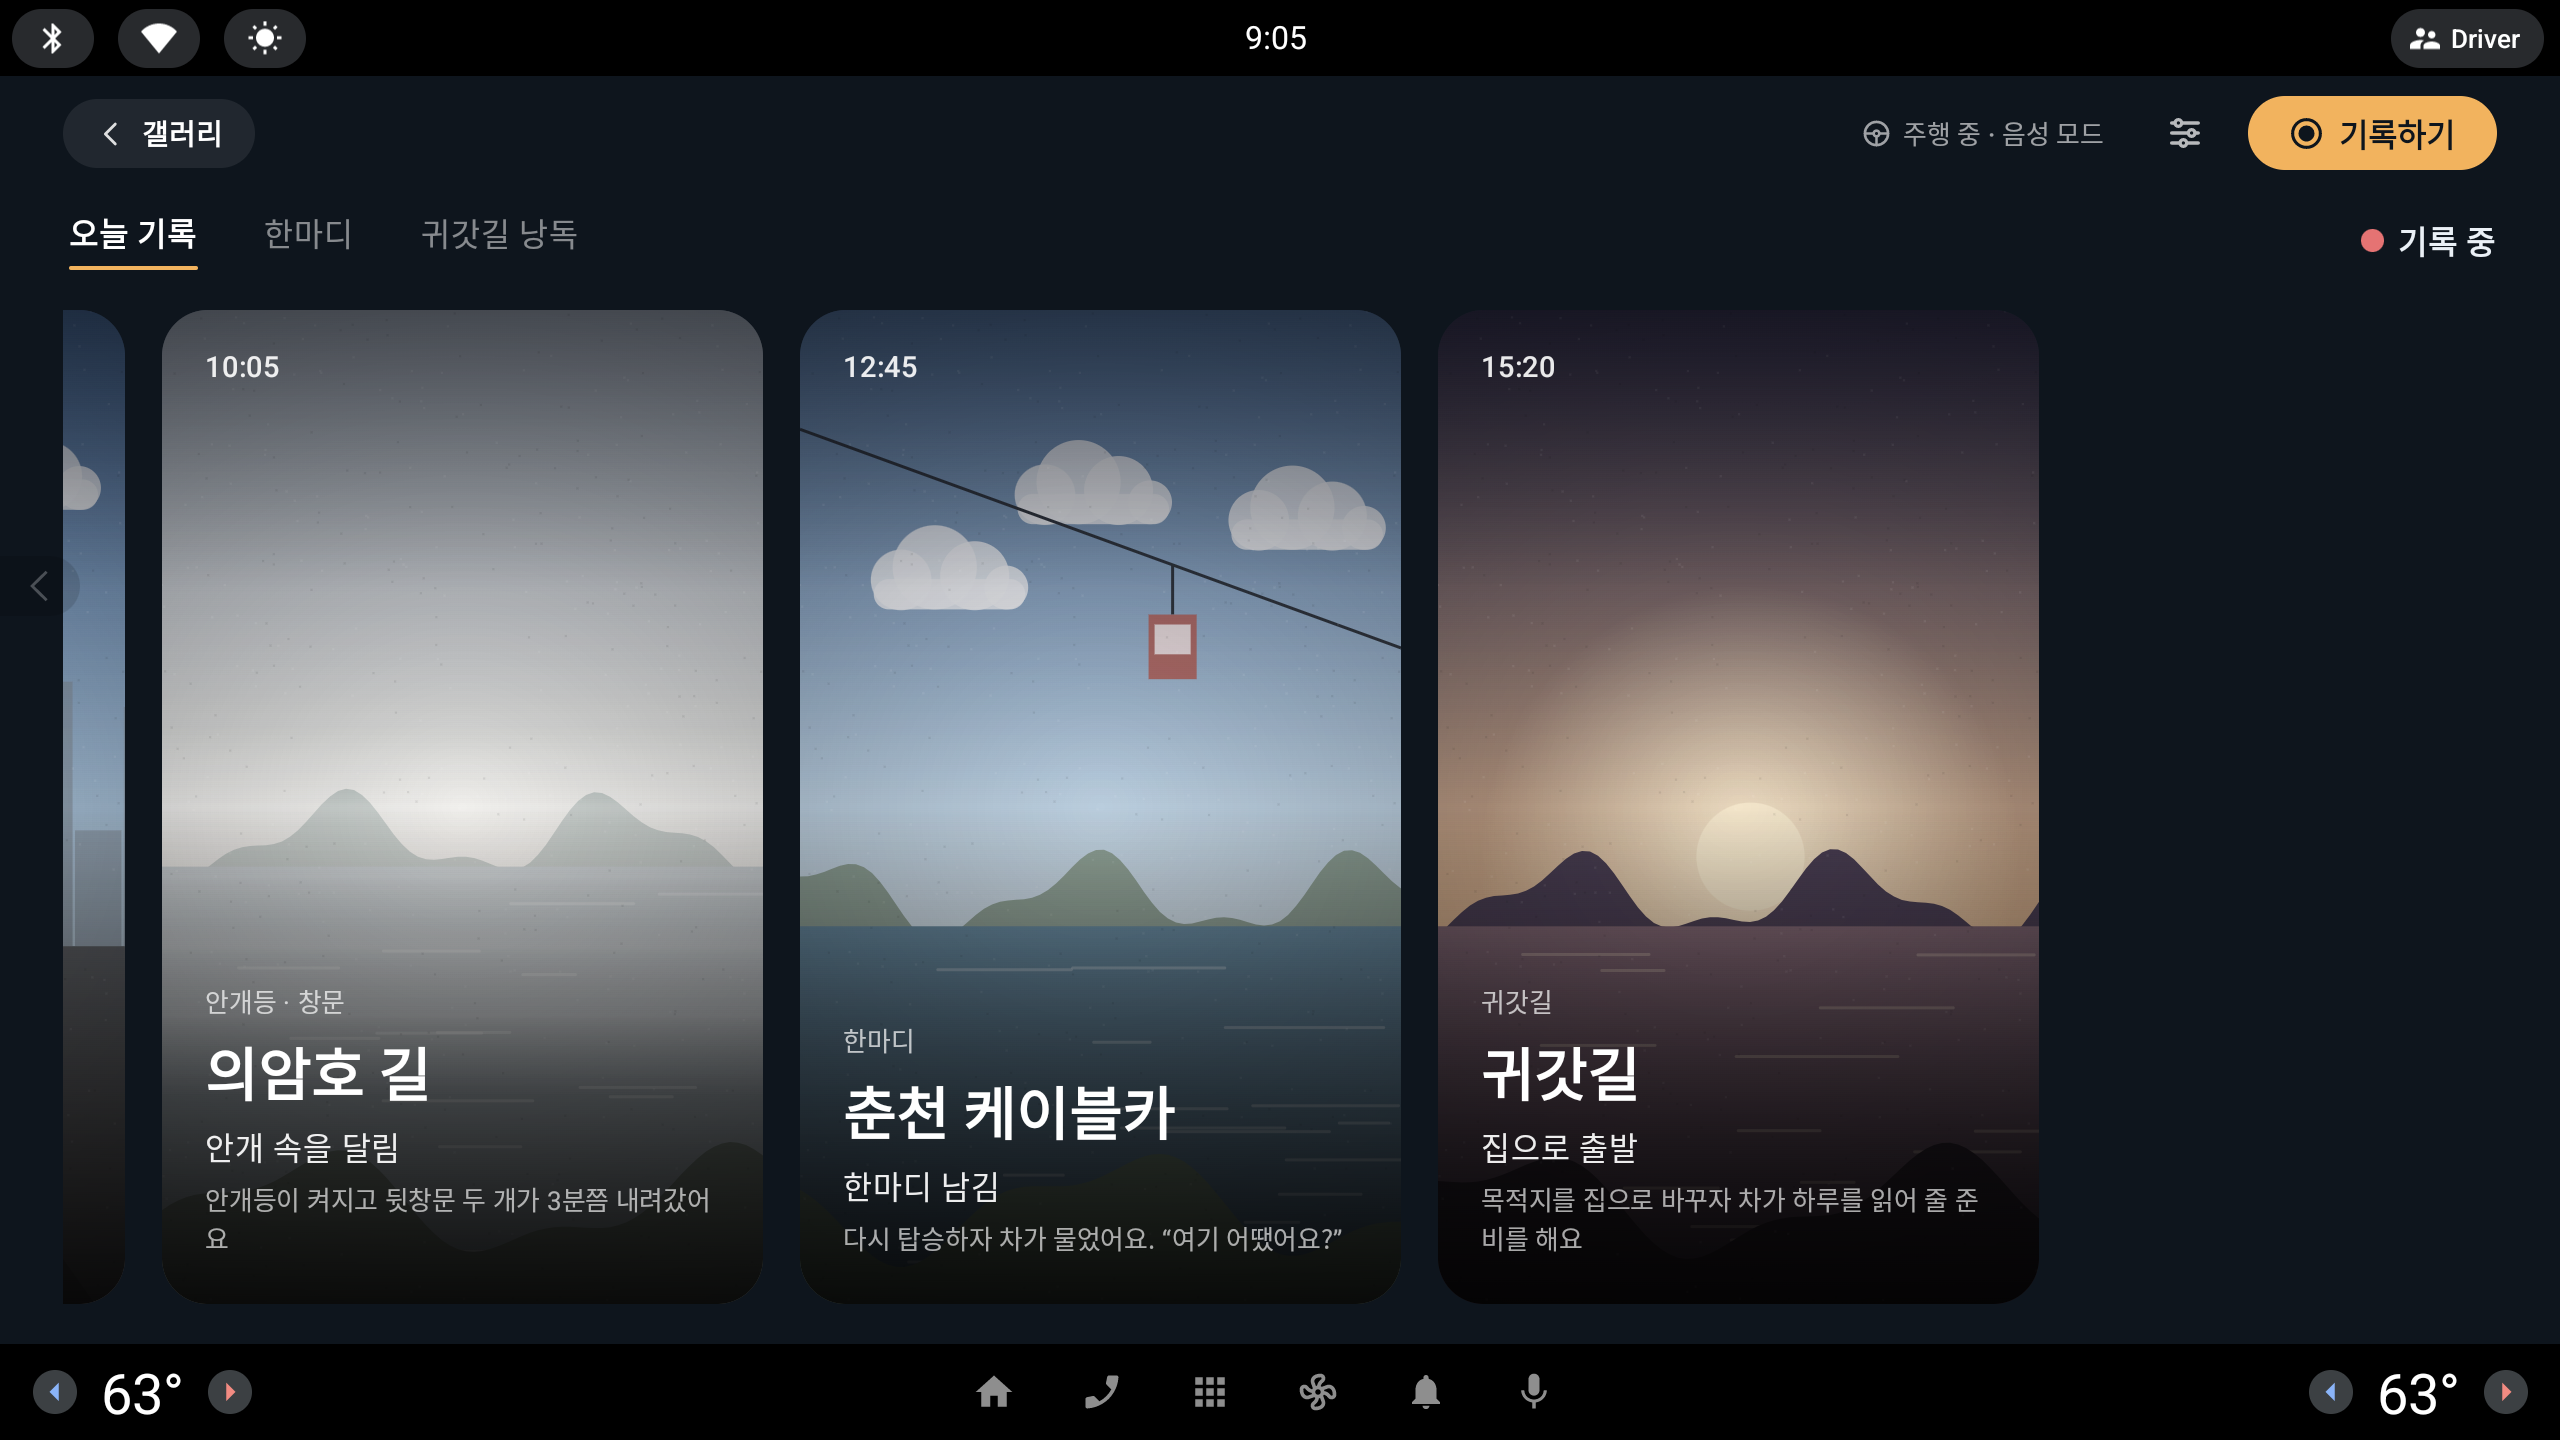 9:05
Driver
갤러리
주행 중 · 음성 모드
기록하기
오늘 기록
한마디
귀갓길 낭독
기록 중
10:05
안개등 · 창문
의암호 길
안개 속을 달림
안개등이 켜지고 뒷창문 두 개가 3분쯤 내려갔어
요
12:45
한마디
춘천 케이블카
한마디 남김
다시 탑승하자 차가 물었어요. “여기 어땠어요?”
15:20
귀갓길
귀갓길
집으로 출발
목적지를 집으로 바꾸자 차가 하루를 읽어 줄 준
비를 해요
63°
63°